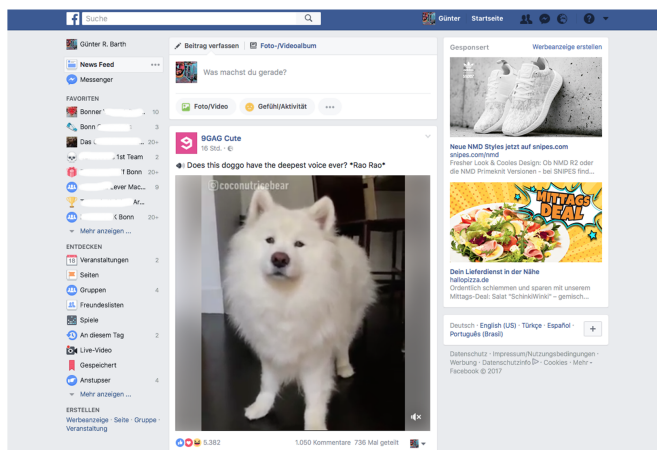 Suche
Günter
Startseite
Günter R. Barth
News Feed
Messenger
FAVORITEN
Bonner
10
Bonn
3
Das
20+
1st Team
2
Bonn
20+
ever Mac...
9
Ar...
Bonn
20+
Mehr anzeigen ...
ENTDECKEN
18
Veranstaltungen
2
Seiten
Gruppen
4
Freundeslisten
Spiele
An diesem Tag
2
Live-Video
Gespeichert
Anstupser
4
Mehr anzeigen ...
ERSTELLEN
Werbeanzeige · Seite · Gruppe ·
Veranstaltung
Beitrag verfassen
Foto-/Videoalbum
Was machst du gerade?
Foto/Video
Gefühl/Aktivität
9GAG Cute
16 Std. ·
Does this doggo have the deepest voice ever? *Rao Rao*
@coconutricebear
5.382
1.050 Kommentare 736 Mal geteilt
Gesponsert
Werbeanzeige erstellen
Neue NMD Styles jetzt auf snipes.com
snipes.com/nmd
Fresher Look & Cooles Design: Ob NMD R2 oder
die NMD Primeknit Versionen - bei SNIPES find...
MITTAGS
DEAL
Dein Lieferdienst in der Nähe
hallopizza.de
Ordentlich schlemmen und sparen mit unserem
Mittags-Deal: Salat "SchinkiWinki" – gemisch...
Deutsch · English (US) · Türkçe · Español ·
Português (Brasil)
Datenschutz · Impressum/Nutzungsbedingungen ·
Werbung · Datenschutzinfo · Cookies · Mehr
Facebook © 2017